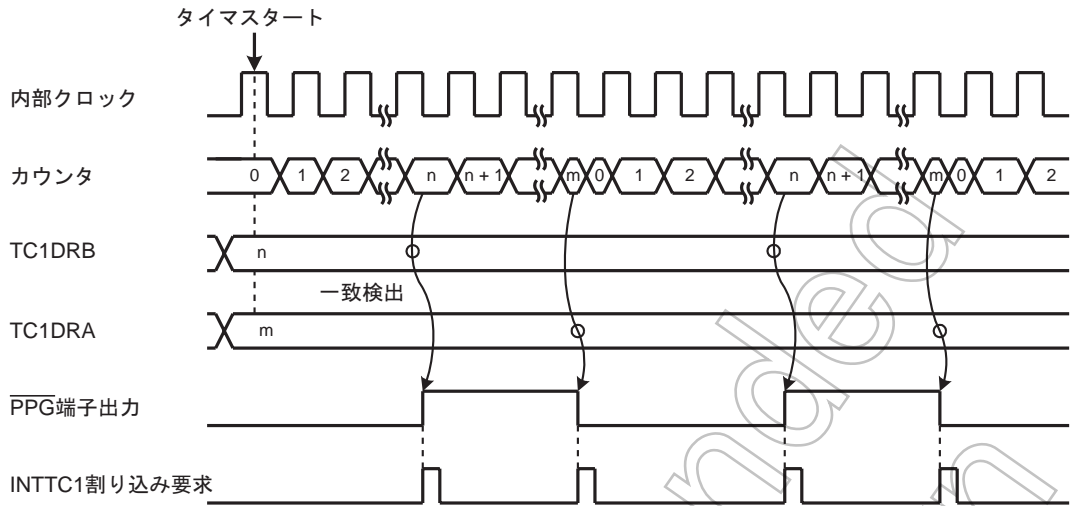 タイマスタート
内部クロック
カウンタ 0 1 2 n n + 1 m 0 1 2 n n + 1 m 0 1 2
TC1DRB n
一致検出
TC1DRA m
PPG端子出力
INTTC1割り込み要求